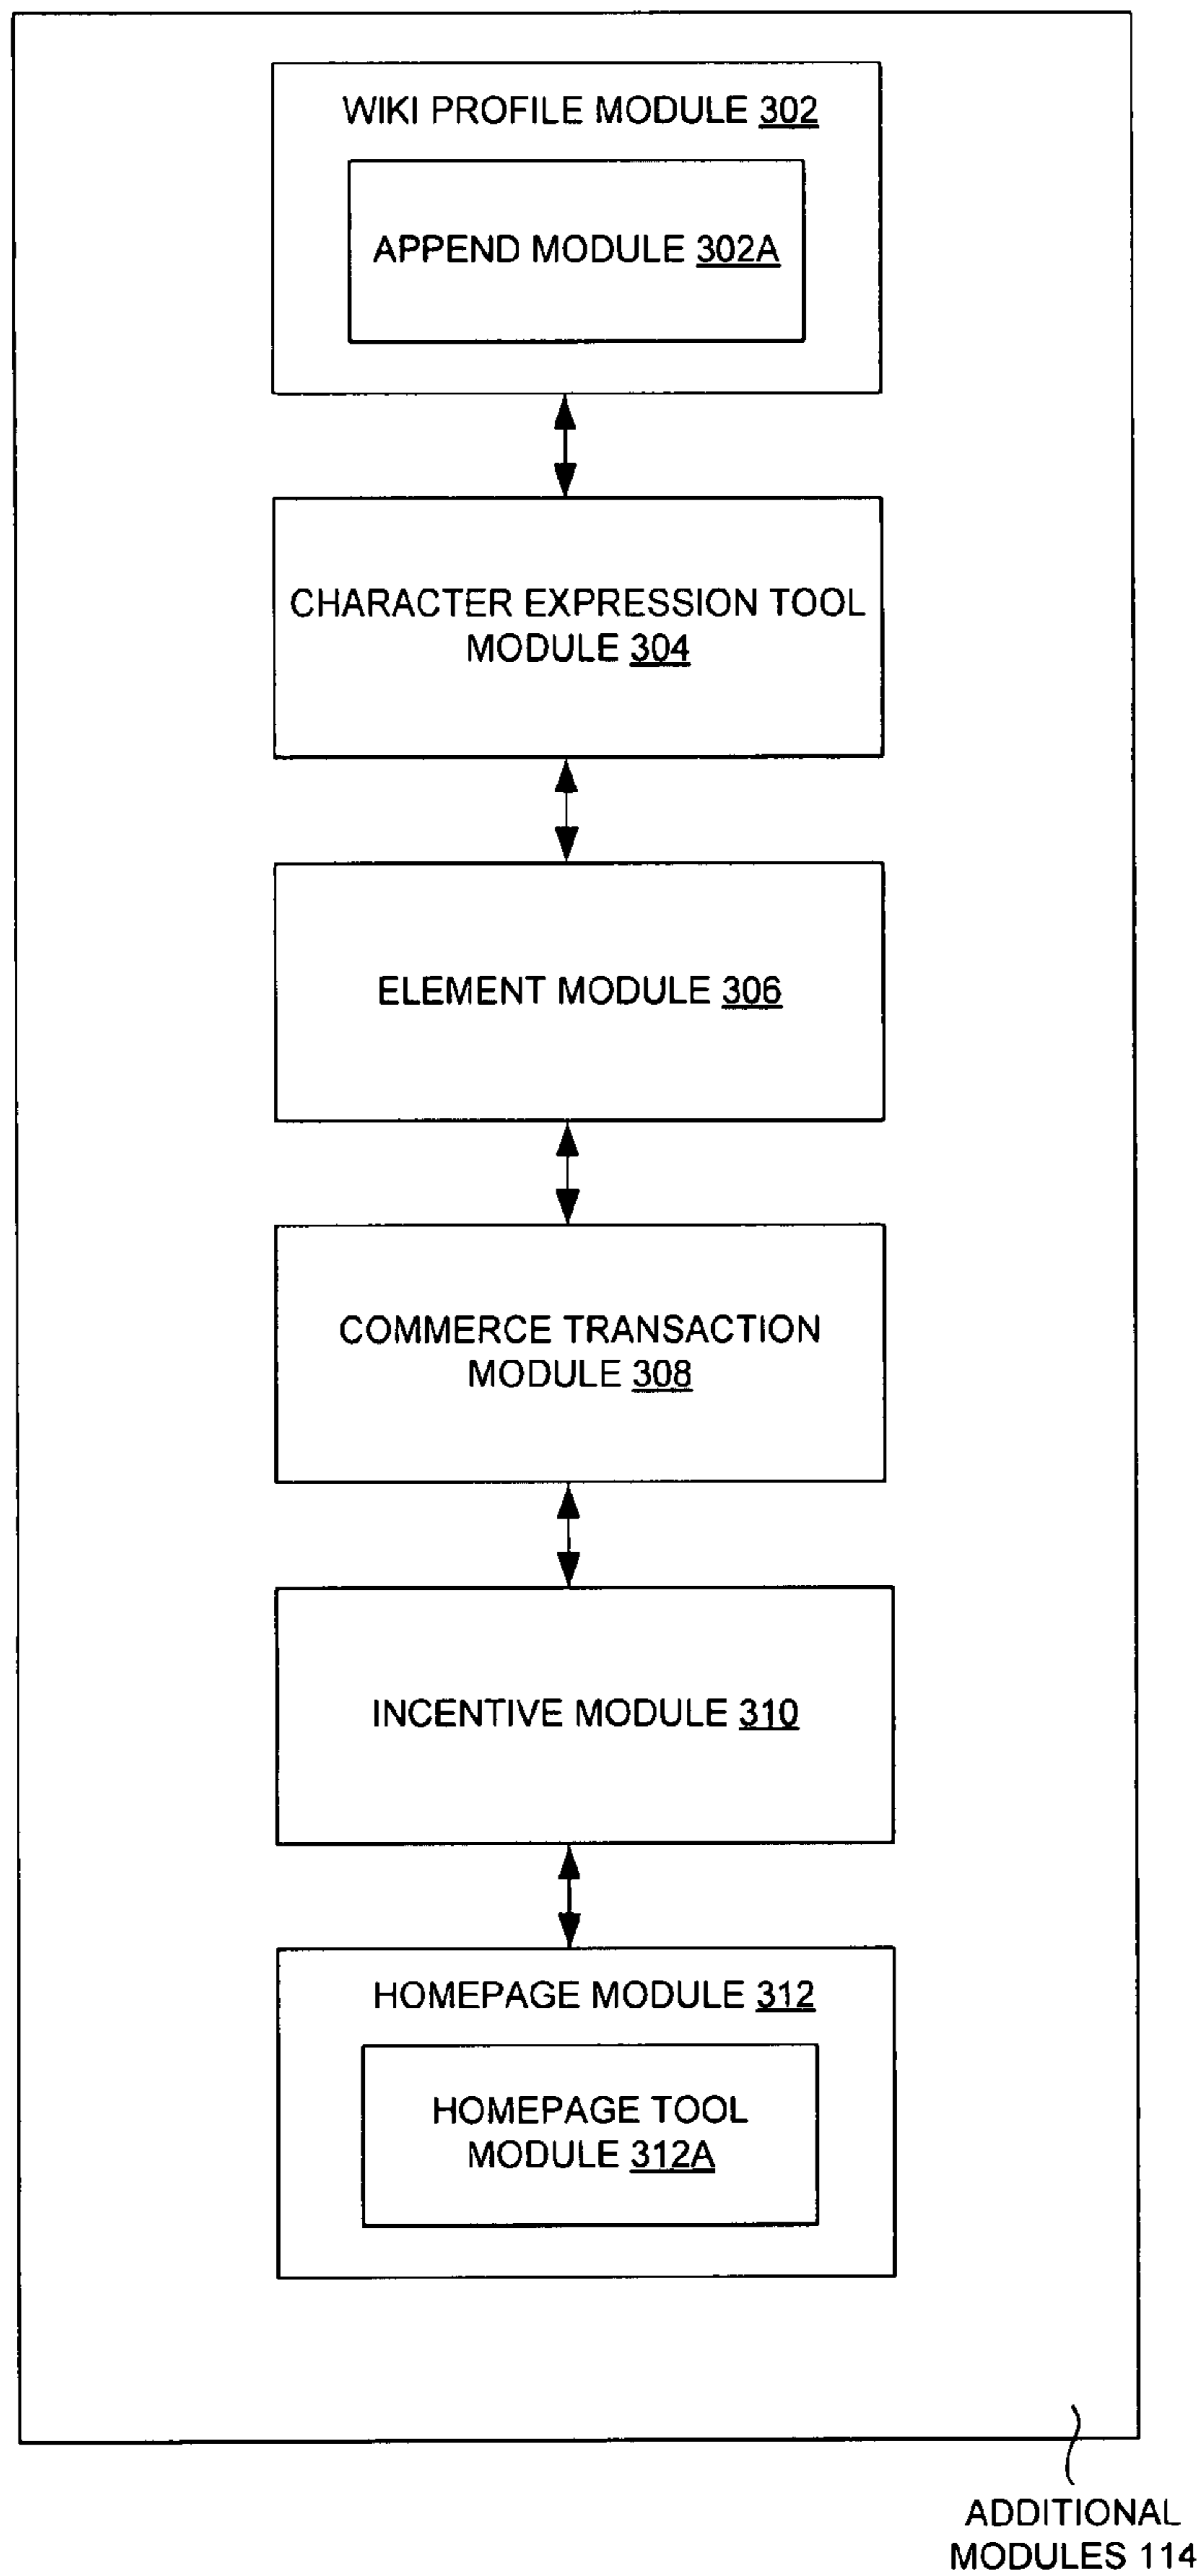 WIKI PROFILE MODULE 302
APPEND MODULE 302A
CHARACTER EXPRESSION TOOL
MODULE 304
ELEMENT MODULE 306
COMMERCE TRANSACTION
MODULE 308
INCENTIVE MODULE 310
HOMEPAGE MODULE 312
HOMEPAGE TOOL
MODULE 312A
ADDITIONAL
MODULES 114